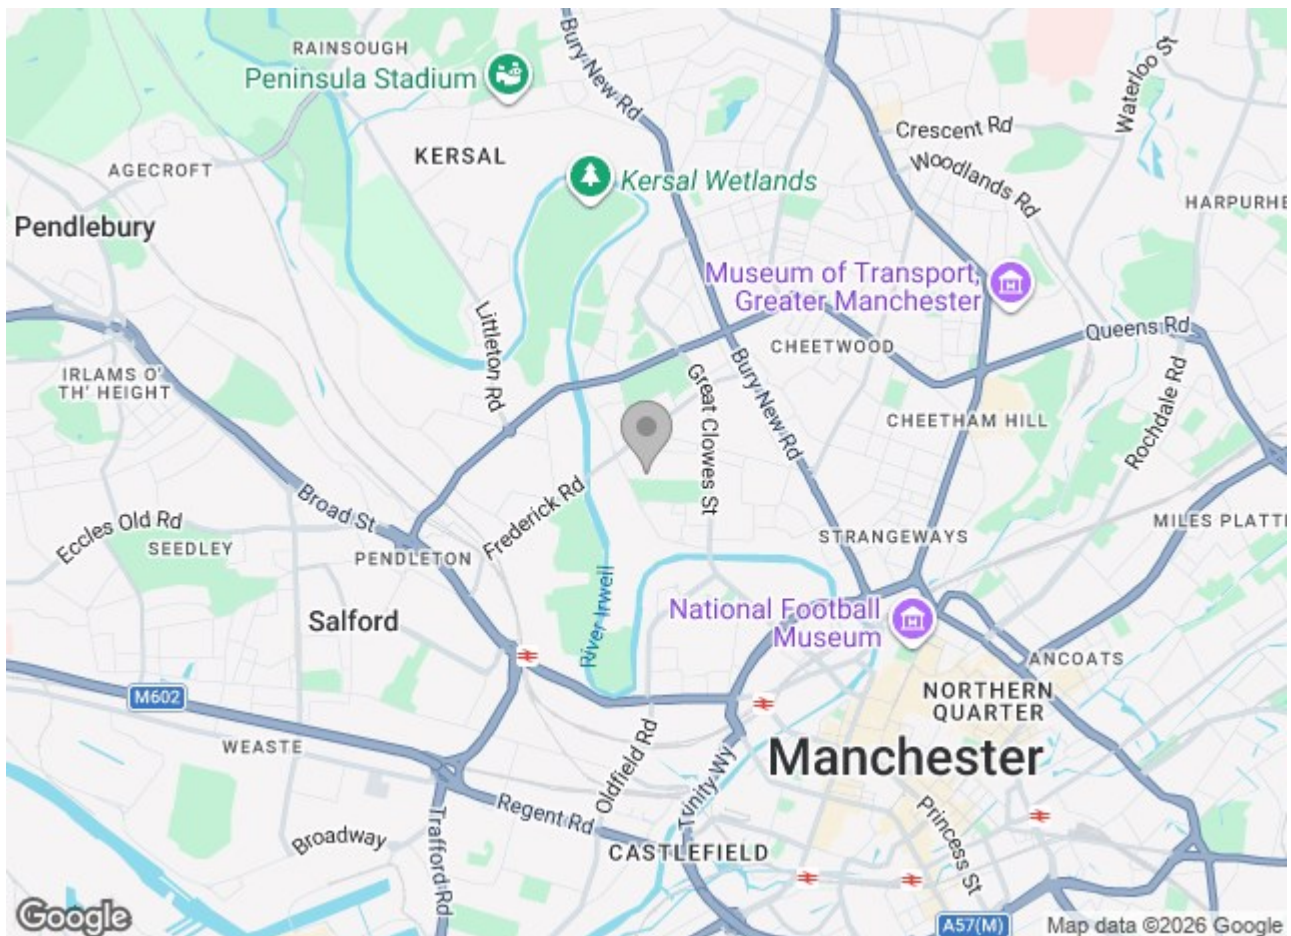 RAINSOUGH
Peninsula Stadium
Bury New Rd
Waterloo St
Crescent Rd
KERSAL
AGECROFT
Woodlands Rd
Kersal Wetlands
HARPURHE
Pendlebury
Museum of Transport,
Greater Manchester
Littleton Rd
Queens Rd
CHEETWOOD
IRLAMS O'
TH' HEIGHT
Great Clowes St
Bury New Rd
Rochdale Rd
CHEETHAM HILL
Frederick Rd
Broad St
Eccles Old Rd
SEEDLEY
PENDLETON
STRANGEWAYS
MILES PLATTI
River Irwell
Salford
National Football
Museum
ANCOATS
M602
NORTHERN
QUARTER
WEASTE
Oldfield Rd
Trinity Wy
Manchester
Regent Rd
Trafford Rd
Broadway
Princess St
CASTLEFIELD
Google
A57(M)
Map data ©2026 Google